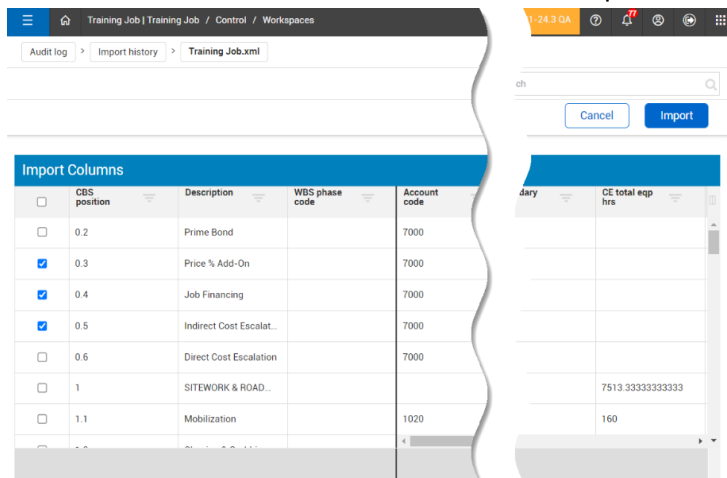 Training Job | Training Job / Control / Workspaces
1-24.3 QA
77
Audit log > Import history > Training Job.xml
ch
Cancel Import
Import Columns
CBS position Description WBS phase code Account code dary CE total eqp hrs
0.2 Prime Bond 7000
0.3 Price % Add-On 7000
0.4 Job Financing 7000
0.5 Indirect Cost Escalat... 7000
0.6 Direct Cost Escalation 7000
1 SITEWORK & ROAD... 7513.33333333333
1.1 Mobilization 1020 160